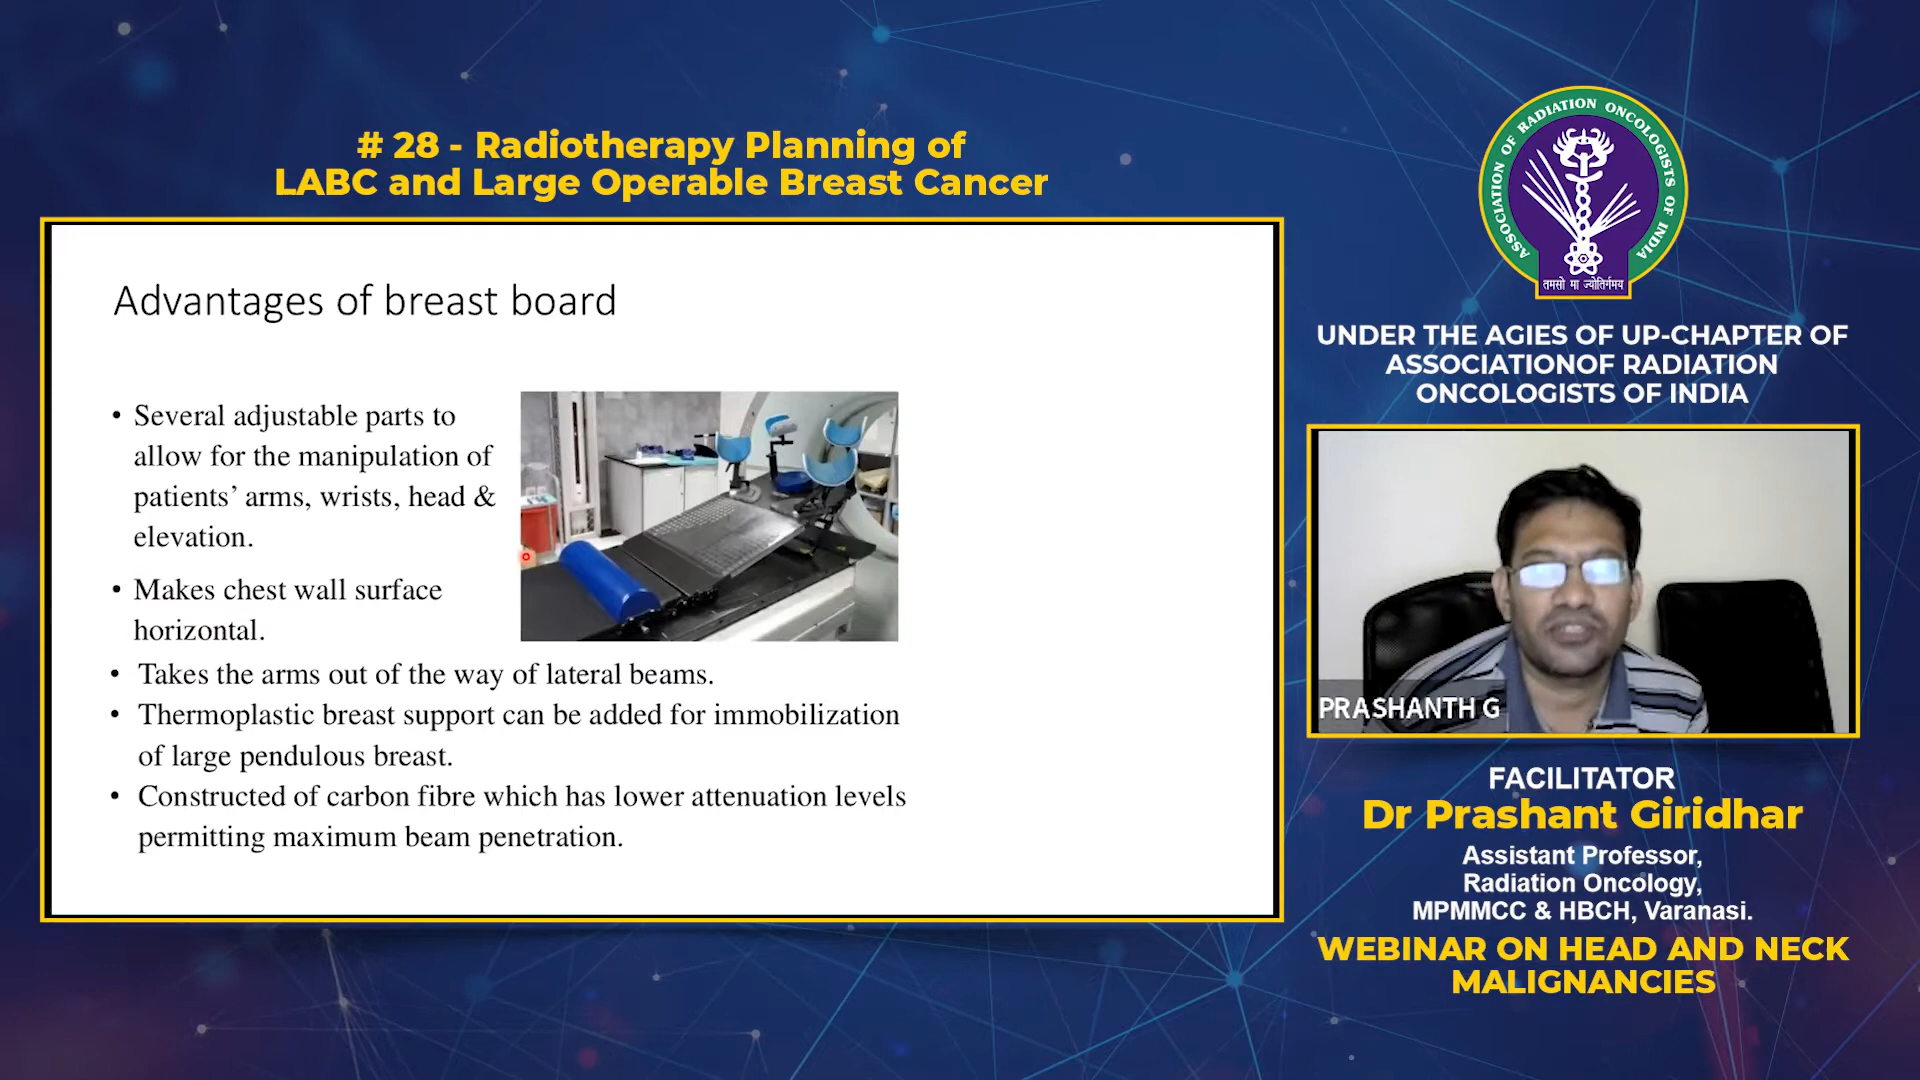 # 28 - Radiotherapy Planning of
LABC and Large Operable Breast Cancer
Advantages of breast board
• Several adjustable parts to
allow for the manipulation of
patients’ arms, wrists, head &
elevation.
• Makes chest wall surface
horizontal.
• Takes the arms out of the way of lateral beams.
• Thermoplastic breast support can be added for immobilization
of large pendulous breast.
• Constructed of carbon fibre which has lower attenuation levels
permitting maximum beam penetration.
ASSOCIATION OF RADIATION ONCOLOGISTS OF INDIA
तमसो मा ज्योतिर्गमय
UNDER THE AGIES OF UP-CHAPTER OF
ASSOCIATIONOF RADIATION
ONCOLOGISTS OF INDIA
PRASHANTH G
FACILITATOR
Dr Prashant Giridhar
Assistant Professor,
Radiation Oncology,
MPMMCC & HBCH, Varanasi.
WEBINAR ON HEAD AND NECK
MALIGNANCIES